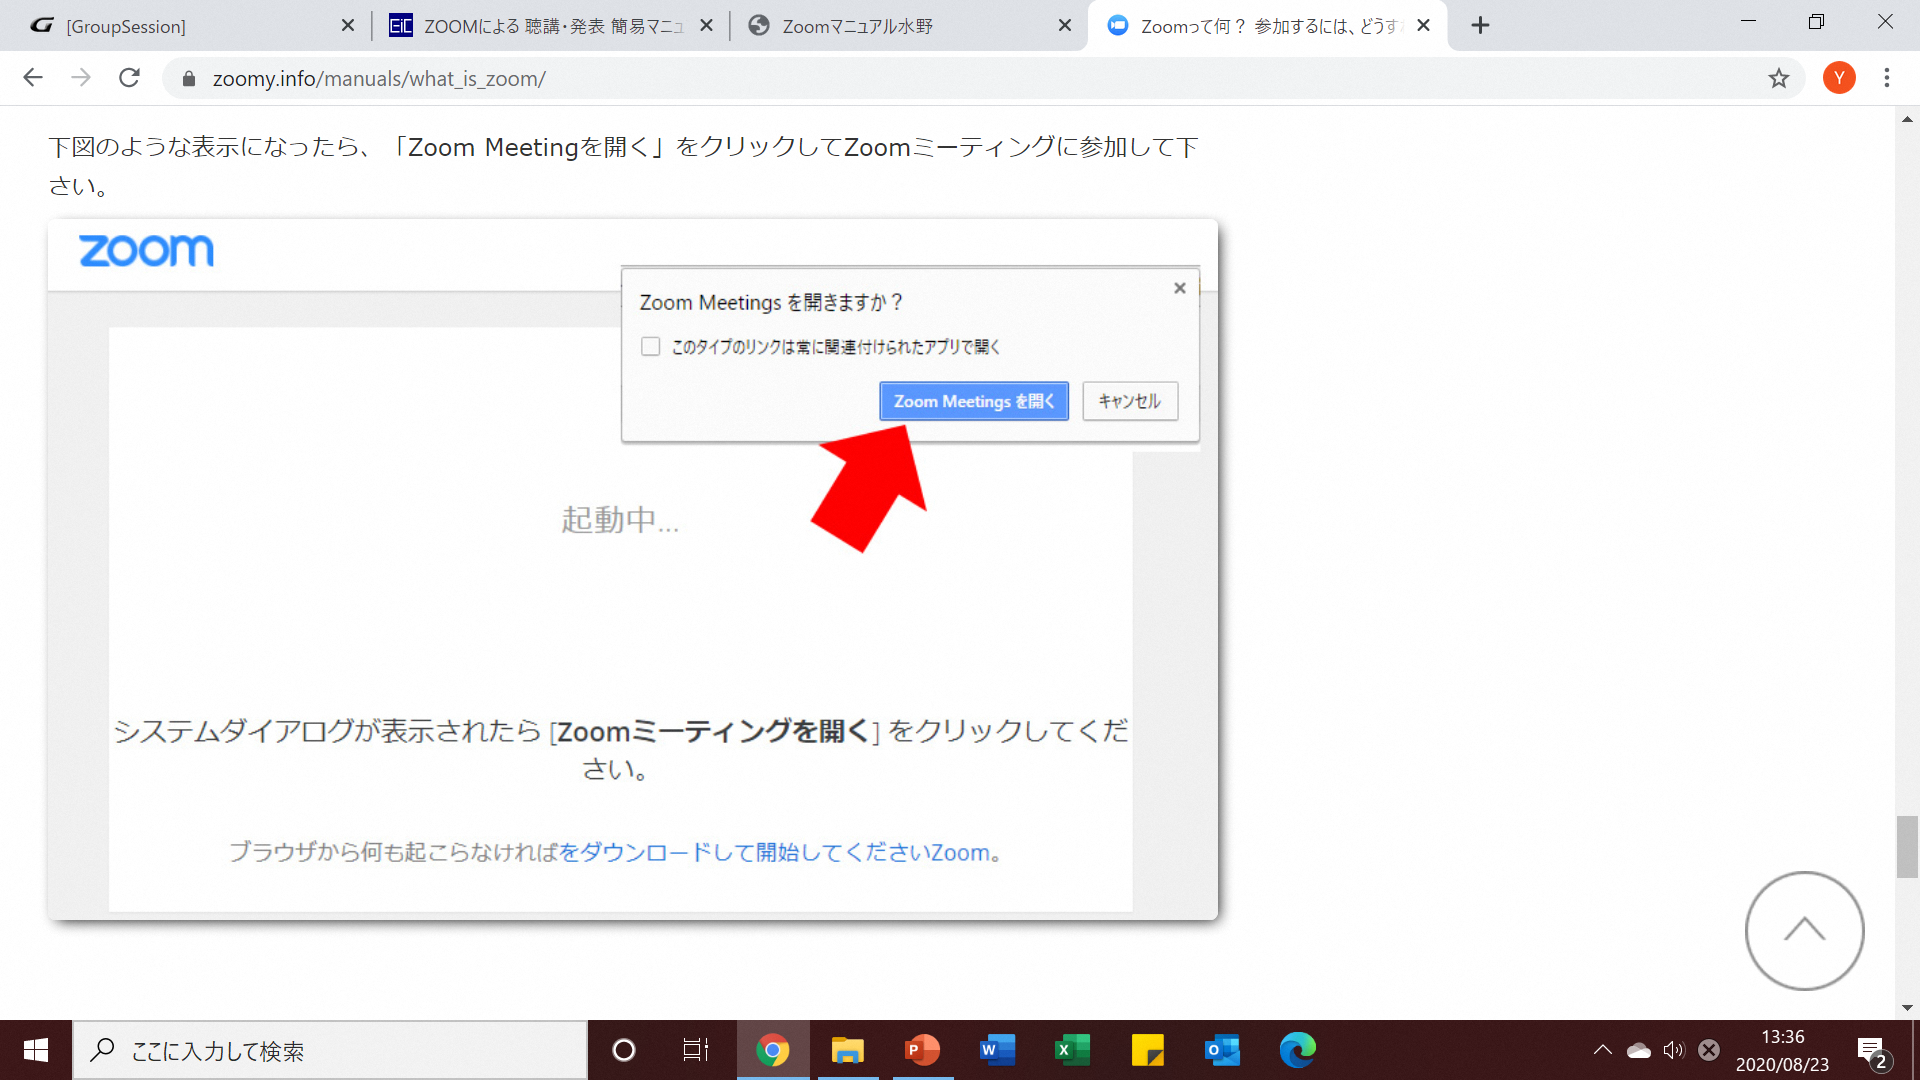 [GroupSession]
ZOOMによる 聴講・発表 簡易マニュ
Zoomマニュアル水野
Zoomって何？ 参加するには、どうす
zoomy.info/manuals/what_is_zoom/
Y
下図のような表示になったら、「Zoom Meetingを開く」をクリックしてZoomミーティングに参加して下
さい。
zoom
Zoom Meetings を開きますか？
このタイプのリンクは常に関連付けられたアプリで開く
Zoom Meetings を開く
キャンセル
起動中...
システムダイアログが表示されたら [Zoomミーティングを開く] をクリックしてくだ
さい。
ブラウザから何も起こらなければをダウンロードして開始してくださいZoom。
ここに入力して検索
13:36
2020/08/23
2